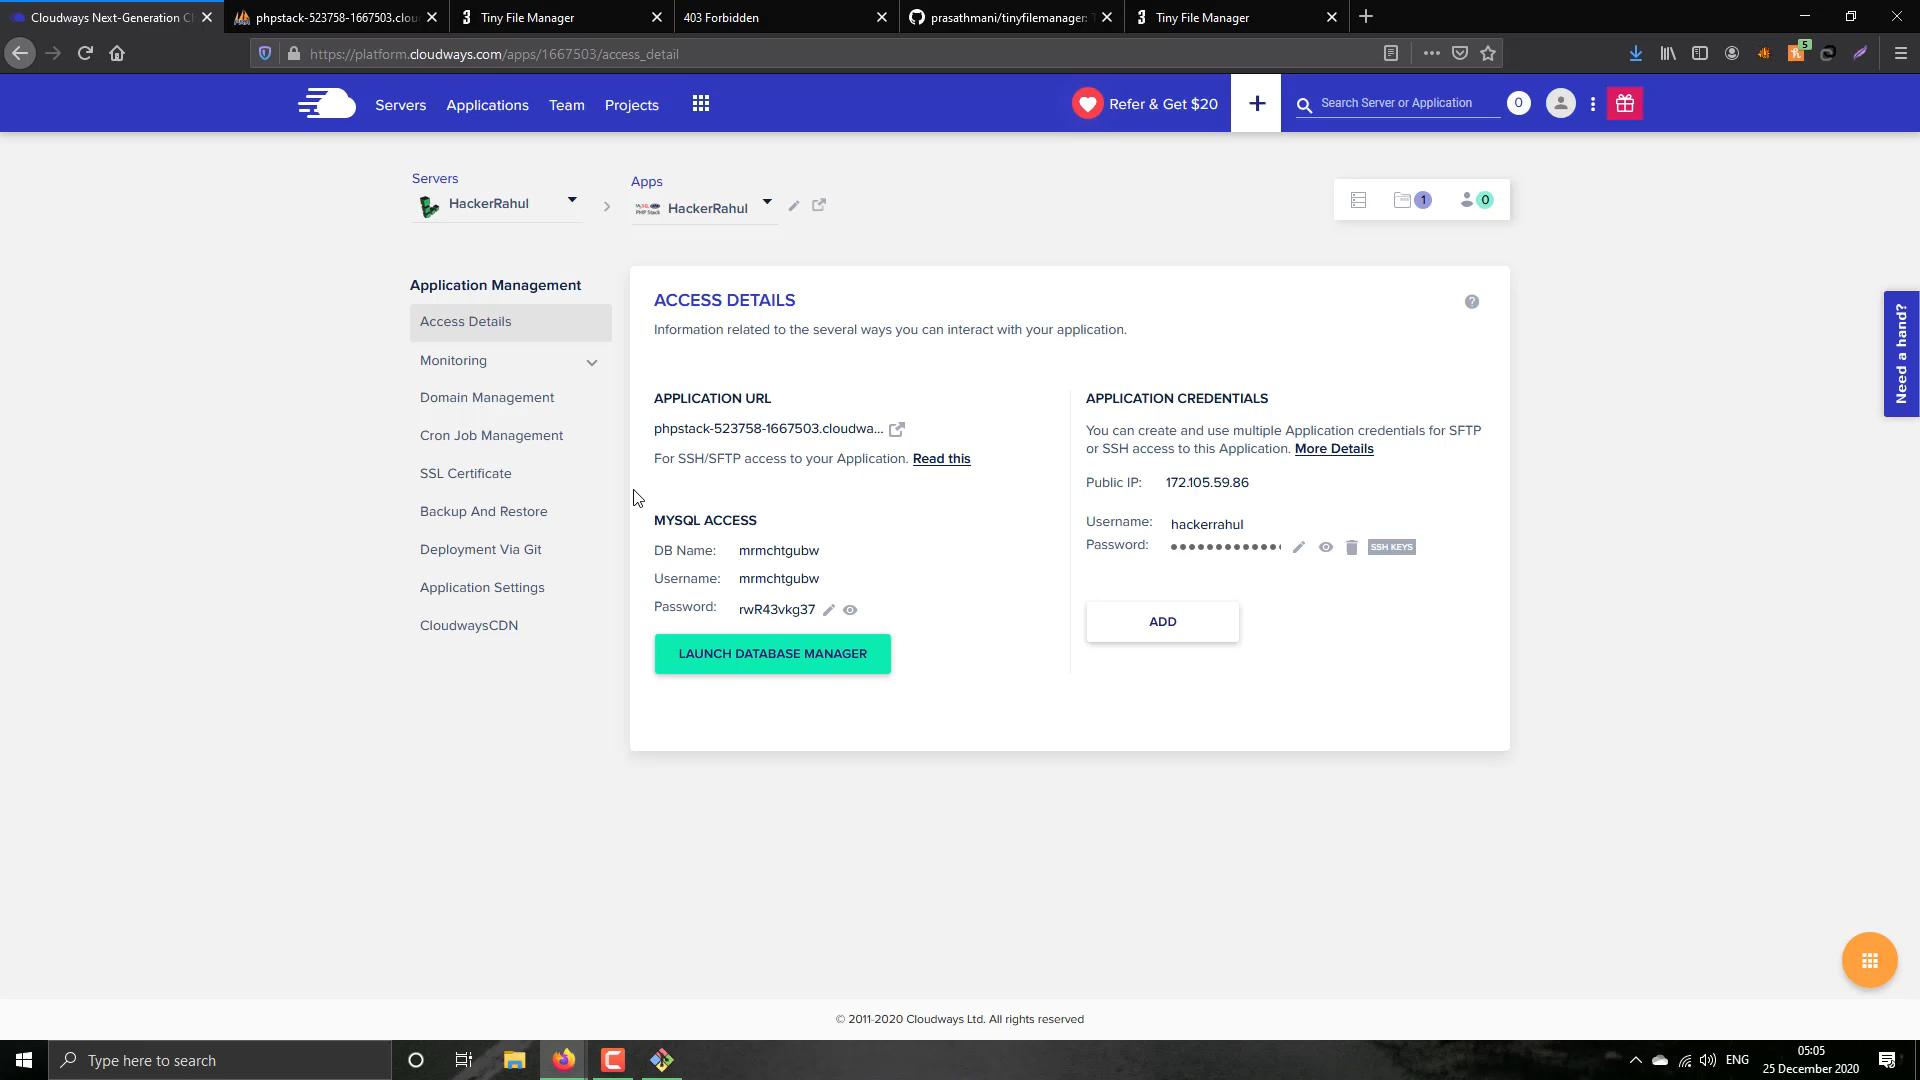 Cloudways Next-Generation Cl
phpstack-523758-1667503.clou
Tiny File Manager
403 Forbidden
prasathmani/tinyfilemanager: T
Tiny File Manager
https://platform.cloudways.com/apps/1667503/access_detail
5
Servers
Applications
Team
Projects
Refer & Get $20
Search Server or Application
0
Servers
HackerRahul
Apps
HackerRahul
1
0
Need a hand?
Application Management
Access Details
Monitoring
Domain Management
Cron Job Management
SSL Certificate
Backup And Restore
Deployment Via Git
Application Settings
CloudwaysCDN
ACCESS DETAILS
Information related to the several ways you can interact with your application.
APPLICATION URL
phpstack-523758-1667503.cloudwa...
For SSH/SFTP access to your Application. Read this
MYSQL ACCESS
DB Name: mrmchtgubw
Username: mrmchtgubw
Password: rwR43vkg37
LAUNCH DATABASE MANAGER
APPLICATION CREDENTIALS
You can create and use multiple Application credentials for SFTP
or SSH access to this Application. More Details
Public IP: 172.105.59.86
Username: hackerrahul
Password: ●●●●●●●●●●●●
SSH KEYS
ADD
© 2011-2020 Cloudways Ltd. All rights reserved
Type here to search
ENG
05:05
25 December 2020